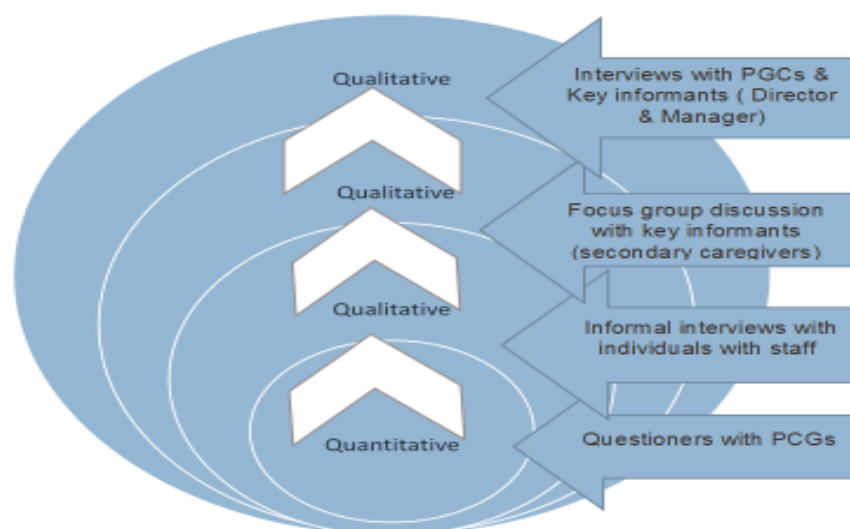 Qualitative
Interviews with PGCs &
Key informants ( Director
& Manager)
Qualitative
Focus group discussion
with key informants
(secondary caregivers)
Qualitative
Informal interviews with
individuals with staff
Quantitative
Questioners with PCGs